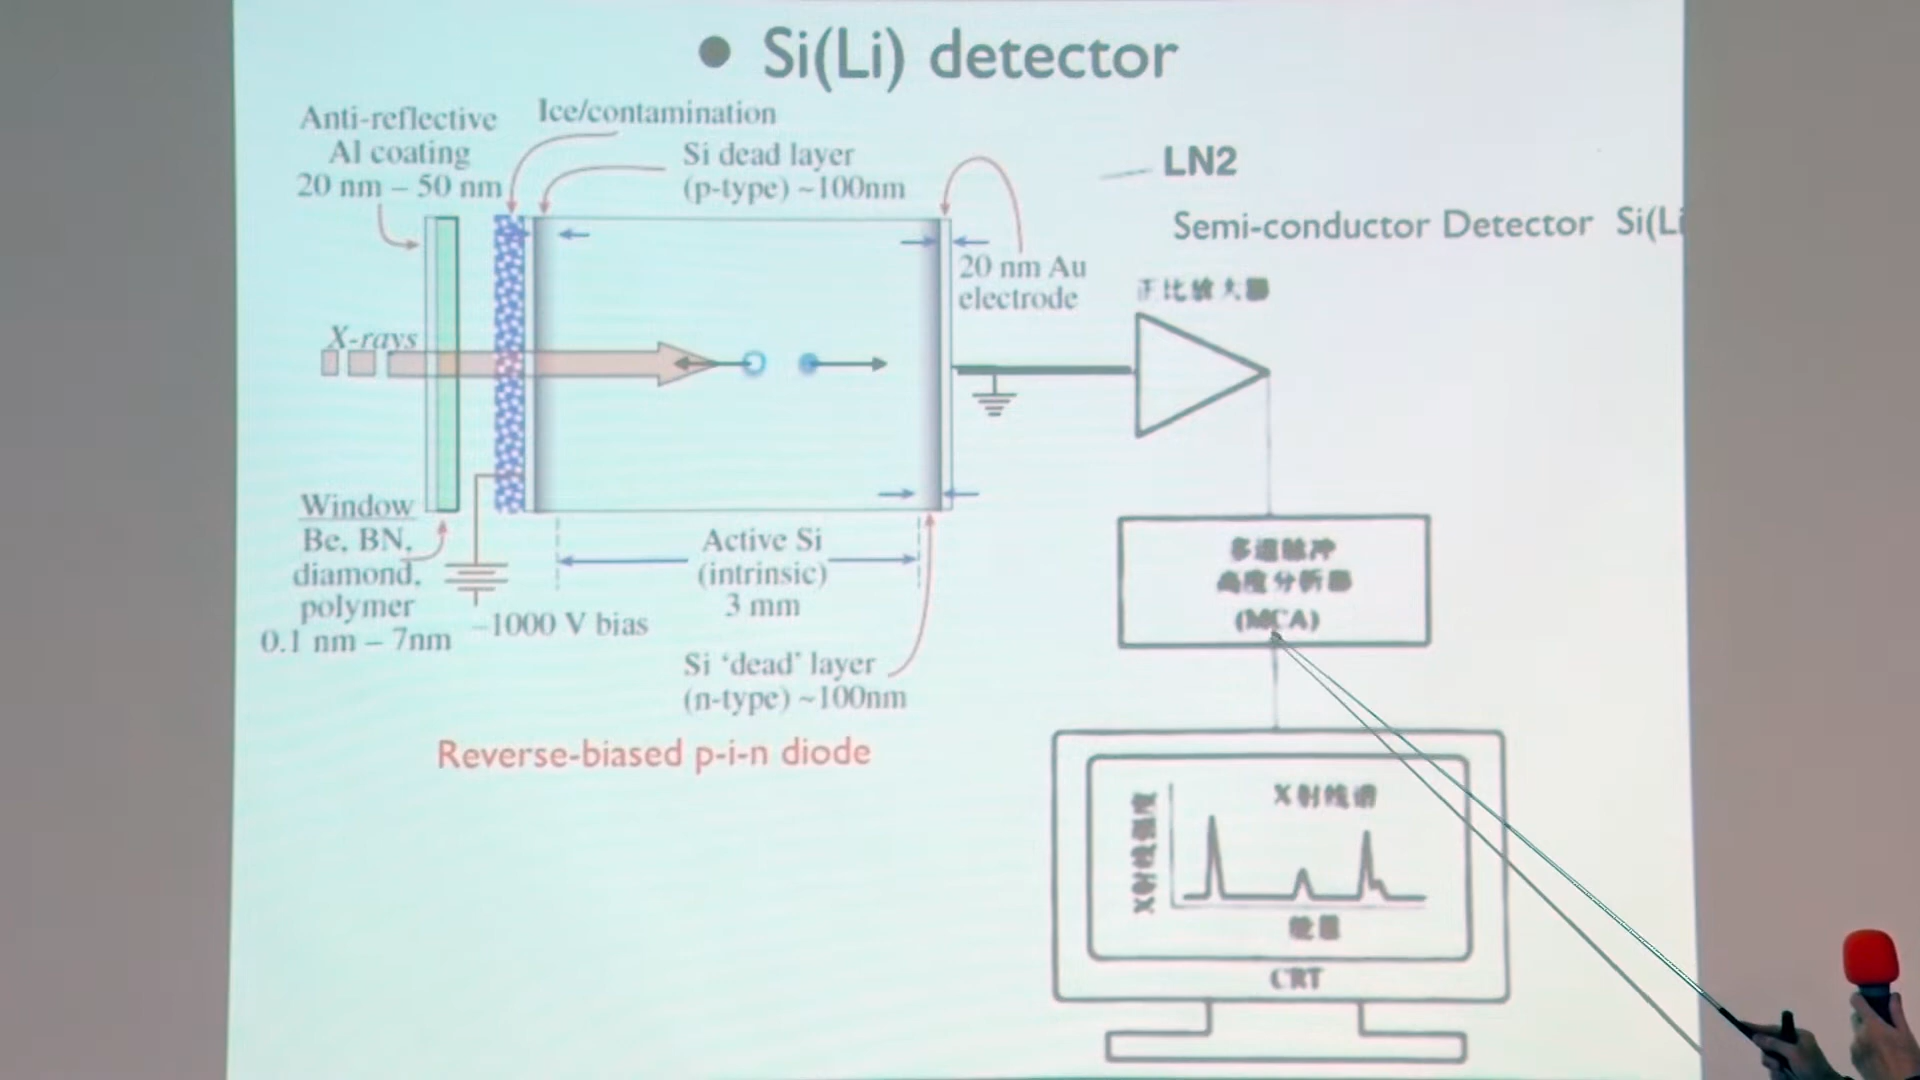 • Si(Li) detector
Anti-reflective
Al coating
20 nm – 50 nm
Ice/contamination
Si dead layer
(p-type) ~100nm
LN2
Semi-conductor Detector Si(Li
20 nm Au
electrode
正比放大器
X-rays
Window
Be, BN,
diamond,
polymer
0.1 nm – 7nm
–1000 V bias
Active Si
(intrinsic)
3 mm
Si ‘dead’ layer
(n-type) ~100nm
Reverse-biased p-i-n diode
多道脉冲
高度分析器
(MCA)
X射线谱
X射线强度
能量
CRT